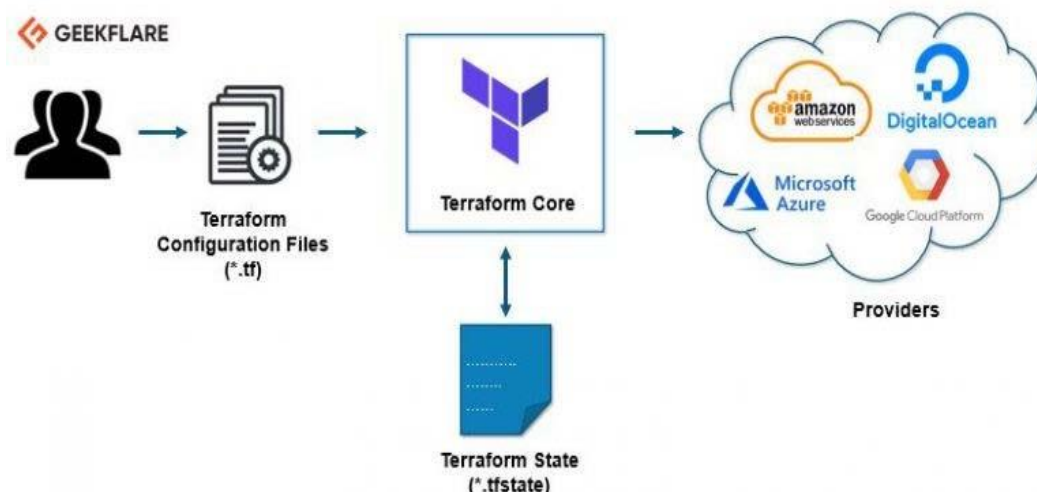 GEEKFLARE
Terraform
Configuration Files
(*.tf)
Terraform Core
Terraform State
(*.tfstate)
amazon
webservices
DigitalOcean
Microsoft
Azure
Google Cloud Platform
Providers